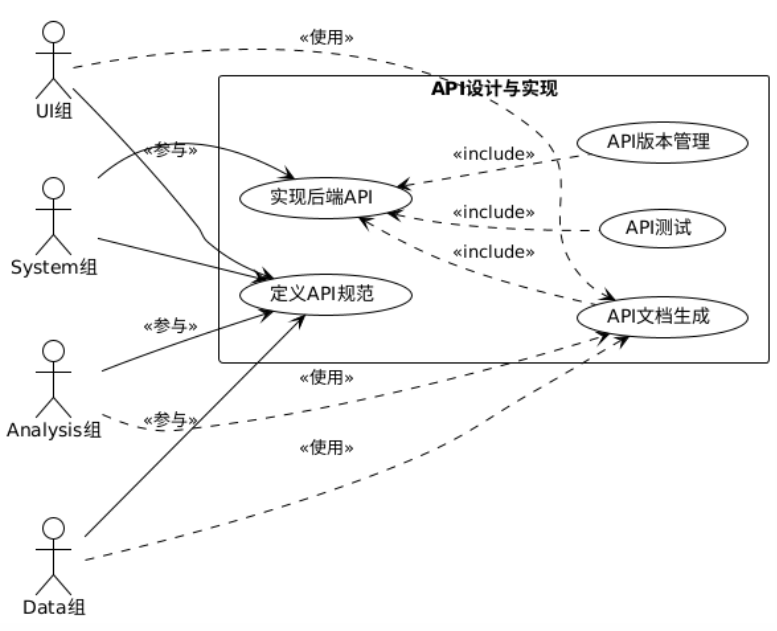 «使用»
API设计与实现
UI组
«参与»
«include»
API版本管理
实现后端API
«include»
API测试
System组
«include»
定义API规范
API文档生成
«参与»
«使用»
Analysis组
«参与»
«使用»
Data组